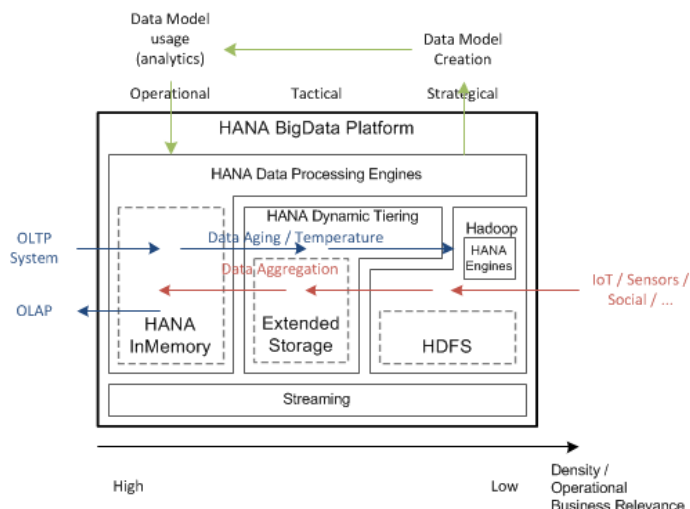 Data Model
usage
(analytics)
Data Model
Creation
Operational
Tactical
Strategical
HANA BigData Platform
HANA Data Processing Engines
HANA Dynamic Tiering
Hadoop
HANA
Engines
OLTP
System
Data Aging / Temperature
Data Aggregation
IoT / Sensors /
Social / ...
OLAP
HANA
InMemory
Extended
Storage
HDFS
Streaming
High
Low
Density /
Operational
Business Relevance